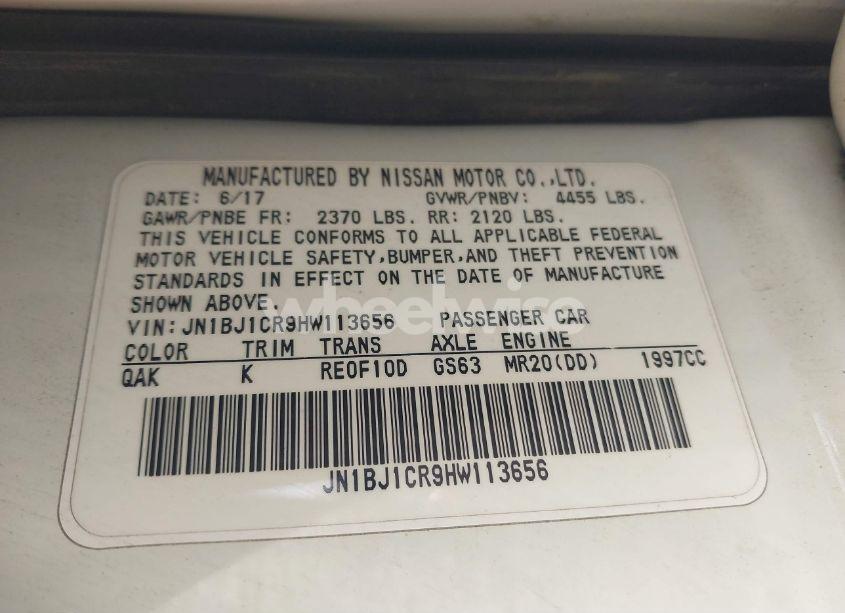 MANUFACTURED BY NISSAN MOTOR CO.,LTD.
DATE: 6/17 GVWR/PNBV: 4455 LBS.
GAWR/PNBE FR: 2370 LBS. RR: 2120 LBS.
THIS VEHICLE CONFORMS TO ALL APPLICABLE FEDERAL
MOTOR VEHICLE SAFETY,BUMPER,AND THEFT PREVENTION
STANDARDS IN EFFECT ON THE DATE OF MANUFACTURE
SHOWN ABOVE.
wheelwise
VIN:JN1BJ1CR9HW113656 PASSENGER CAR
COLOR TRIM TRANS AXLE ENGINE
QAK K RE0F10D GS63 MR20(DD) 1997CC
JN1BJ1CR9HW113656